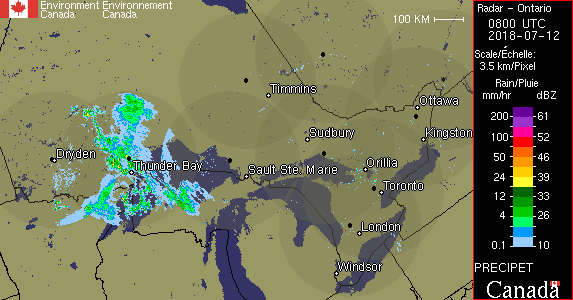 Environment Environnement
Canada Canada
100 KM
Timmins
Ottawa
Sudbury
Kingston
Dryden
Thunder Bay
Sault Ste. Marie
Orillia
Toronto
London
Windsor
Radar - Ontario
0800 UTC
2018-07-12
Scale/Échelle:
3.5 km/Pixel
Rain/Pluie
mm/hr dBZ
200 61
100 52
50 46
24 39
12 33
4 26
0.1 10
PRECIPET
Canada